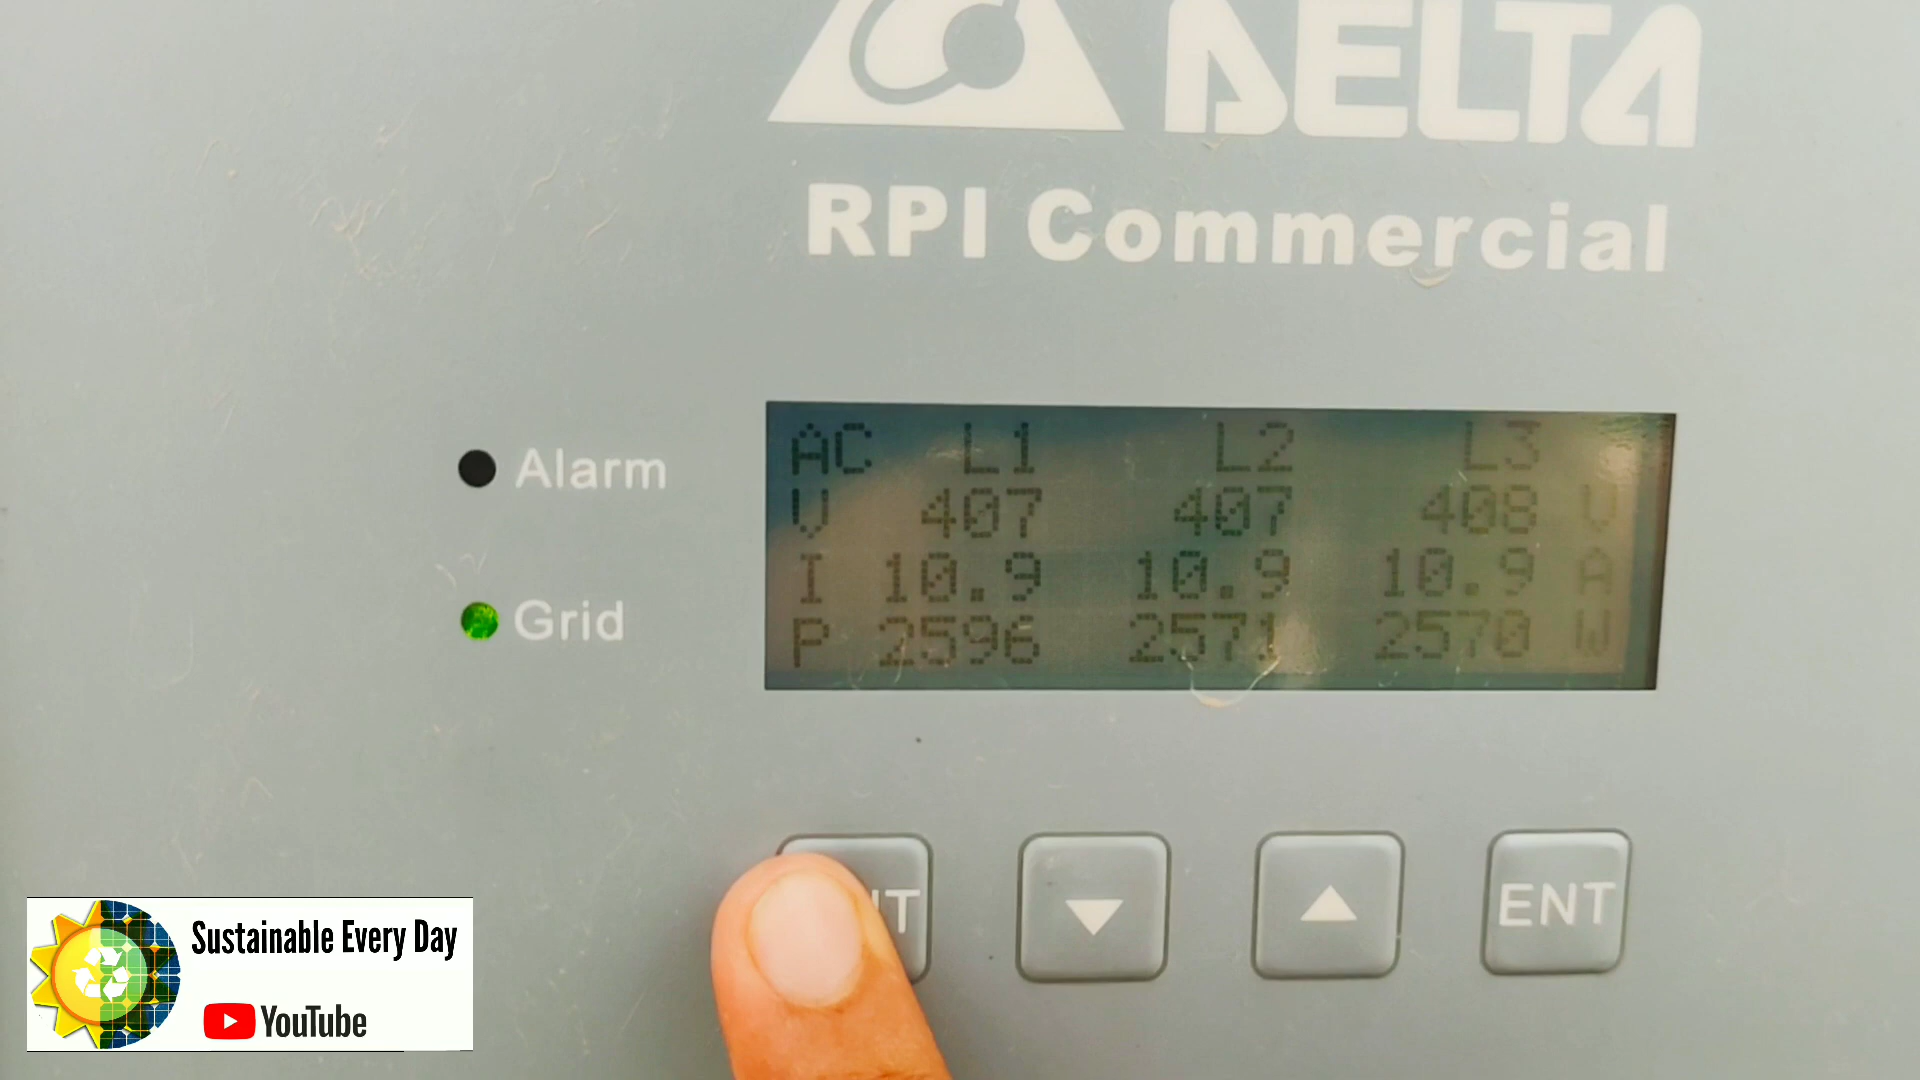 DELTA
RPI Commercial
Alarm
Grid
AC L1 L2 L3
V 407 407 408 V
I 10.9 10.9 10.9 A
P 2596 2571 2570 W
ENT
Sustainable Every Day
YouTube